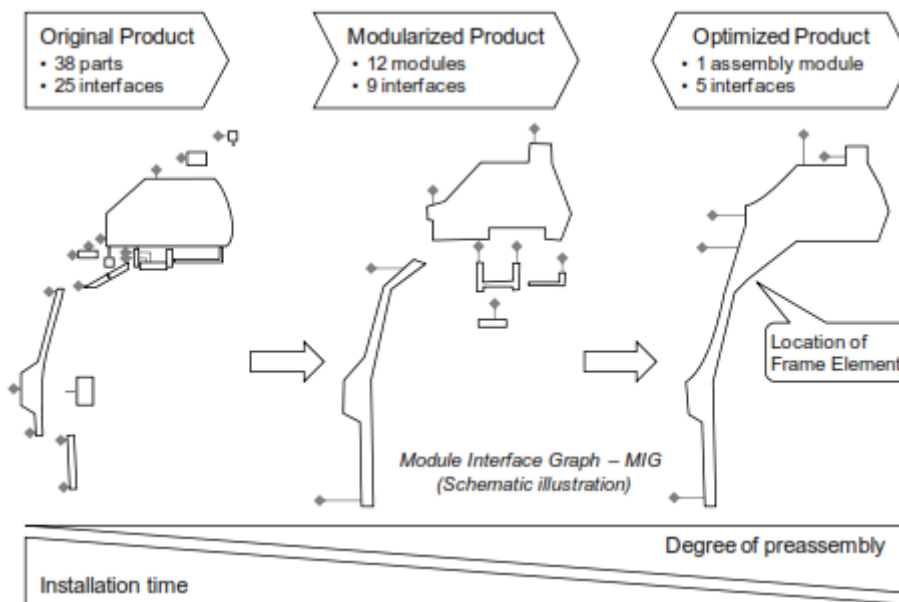 Original Product
• 38 parts
• 25 interfaces
Modularized Product
• 12 modules
• 9 interfaces
Optimized Product
• 1 assembly module
• 5 interfaces
Location of
Frame Element
Module Interface Graph – MIG
(Schematic illustration)
Degree of preassembly
Installation time